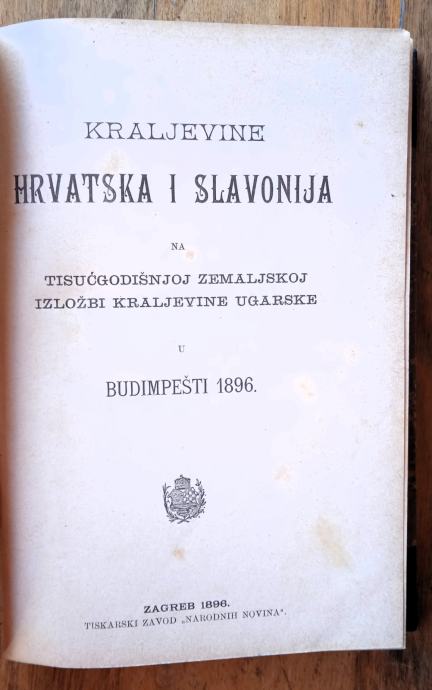 KRALJEVINE
HRVATSKA I SLAVONIJA
NA
TISUĆGODIŠNJOJ ZEMALJSKOJ
IZLOŽBI KRALJEVINE UGARSKE
U
BUDIMPEŠTI 1896.
ZAGREB 1896.
TISKARSKI ZAVOD „NARODNIH NOVINA“.